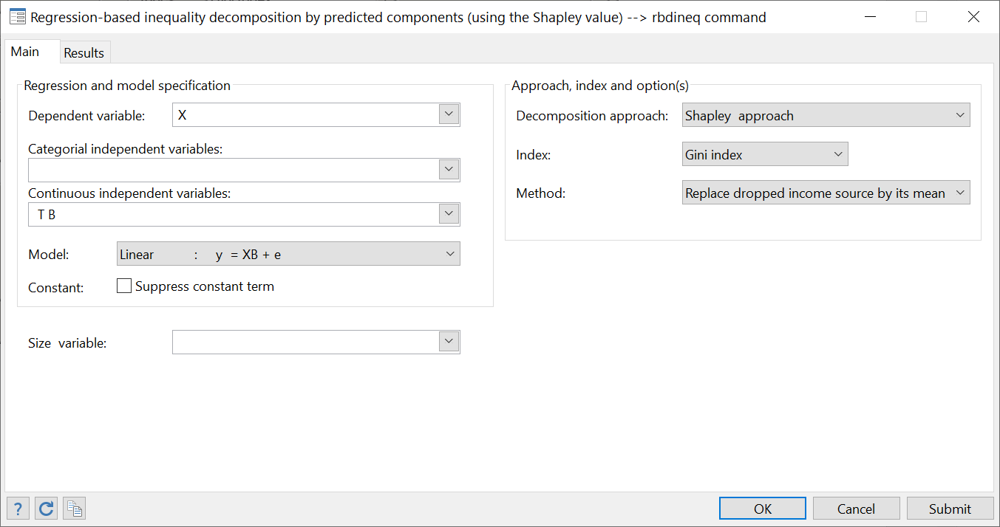 Regression-based inequality decomposition by predicted components (using the Shapley value) --> rbdineq command
Main
Results
Regression and model specification
Dependent variable:
X
Categorial independent variables:
Continuous independent variables:
T B
Model:
Linear : y = XB + e
Constant:
Suppress constant term
Size variable:
Approach, index and option(s)
Decomposition approach:
Shapley approach
Index:
Gini index
Method:
Replace dropped income source by its mean
?
OK
Cancel
Submit